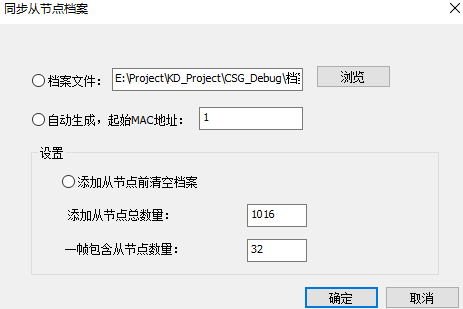 同步从节点档案
档案文件： E:\Project\KD_Project\CSG_Debug\档 浏览
自动生成，起始MAC地址： 1
设置
添加从节点前清空档案
添加从节点总数量： 1016
一帧包含从节点数量： 32
确定 取消